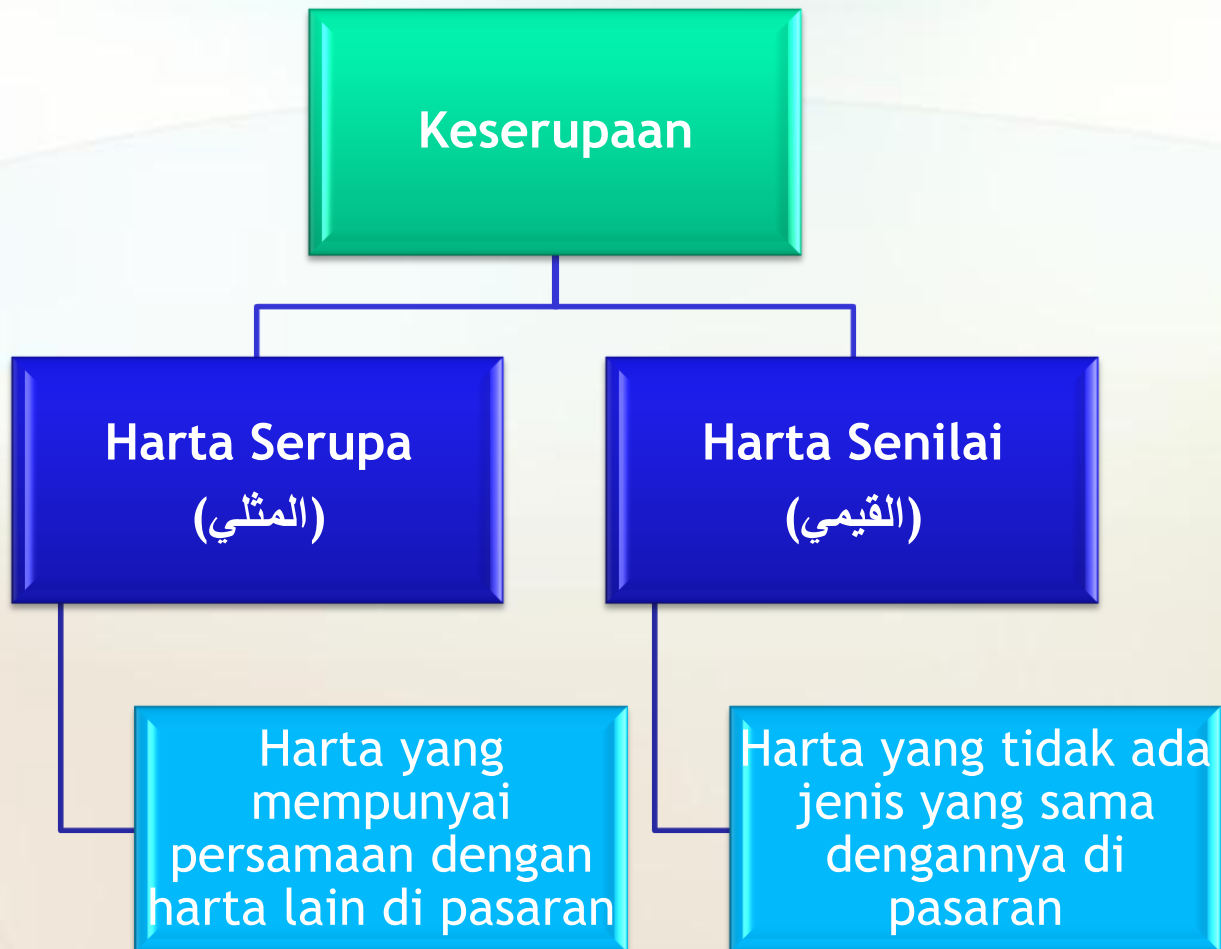 Keserupaan
Harta Serupa
(المثلي)
Harta Senilai
(القيمي)
Harta yang
mempunyai
persamaan dengan
harta lain di pasaran
Harta yang tidak ada
jenis yang sama
dengannya di
pasaran